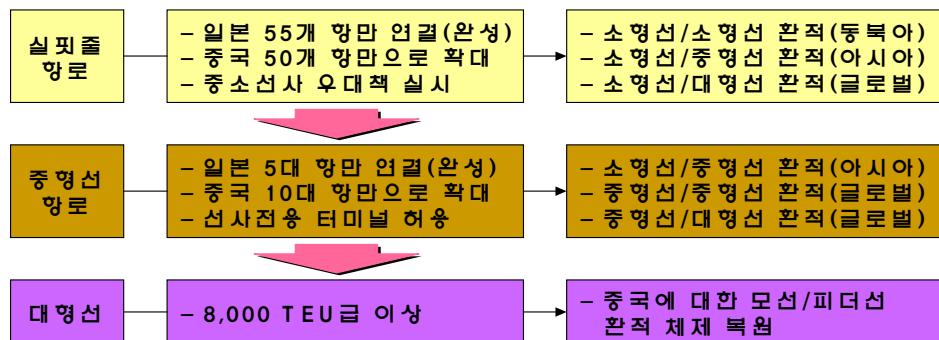 실핏줄
항로
– 일본 55개 항만 연결(완성)
– 중국 50개 항만으로 확대
– 중소선사 우대책 실시
– 소형선/소형선 환적(동북아)
– 소형선/중형선 환적(아시아)
– 소형선/대형선 환적(글로벌)
중형선
항로
– 일본 5대 항만 연결(완성)
– 중국 10대 항만으로 확대
– 선사전용 터미널 허용
– 소형선/중형선 환적(아시아)
– 중형선/중형선 환적(글로벌)
– 중형선/대형선 환적(글로벌)
대형선
– 8,000 TEU급 이상
– 중국에 대한 모선/피더선
환적 체제 복원